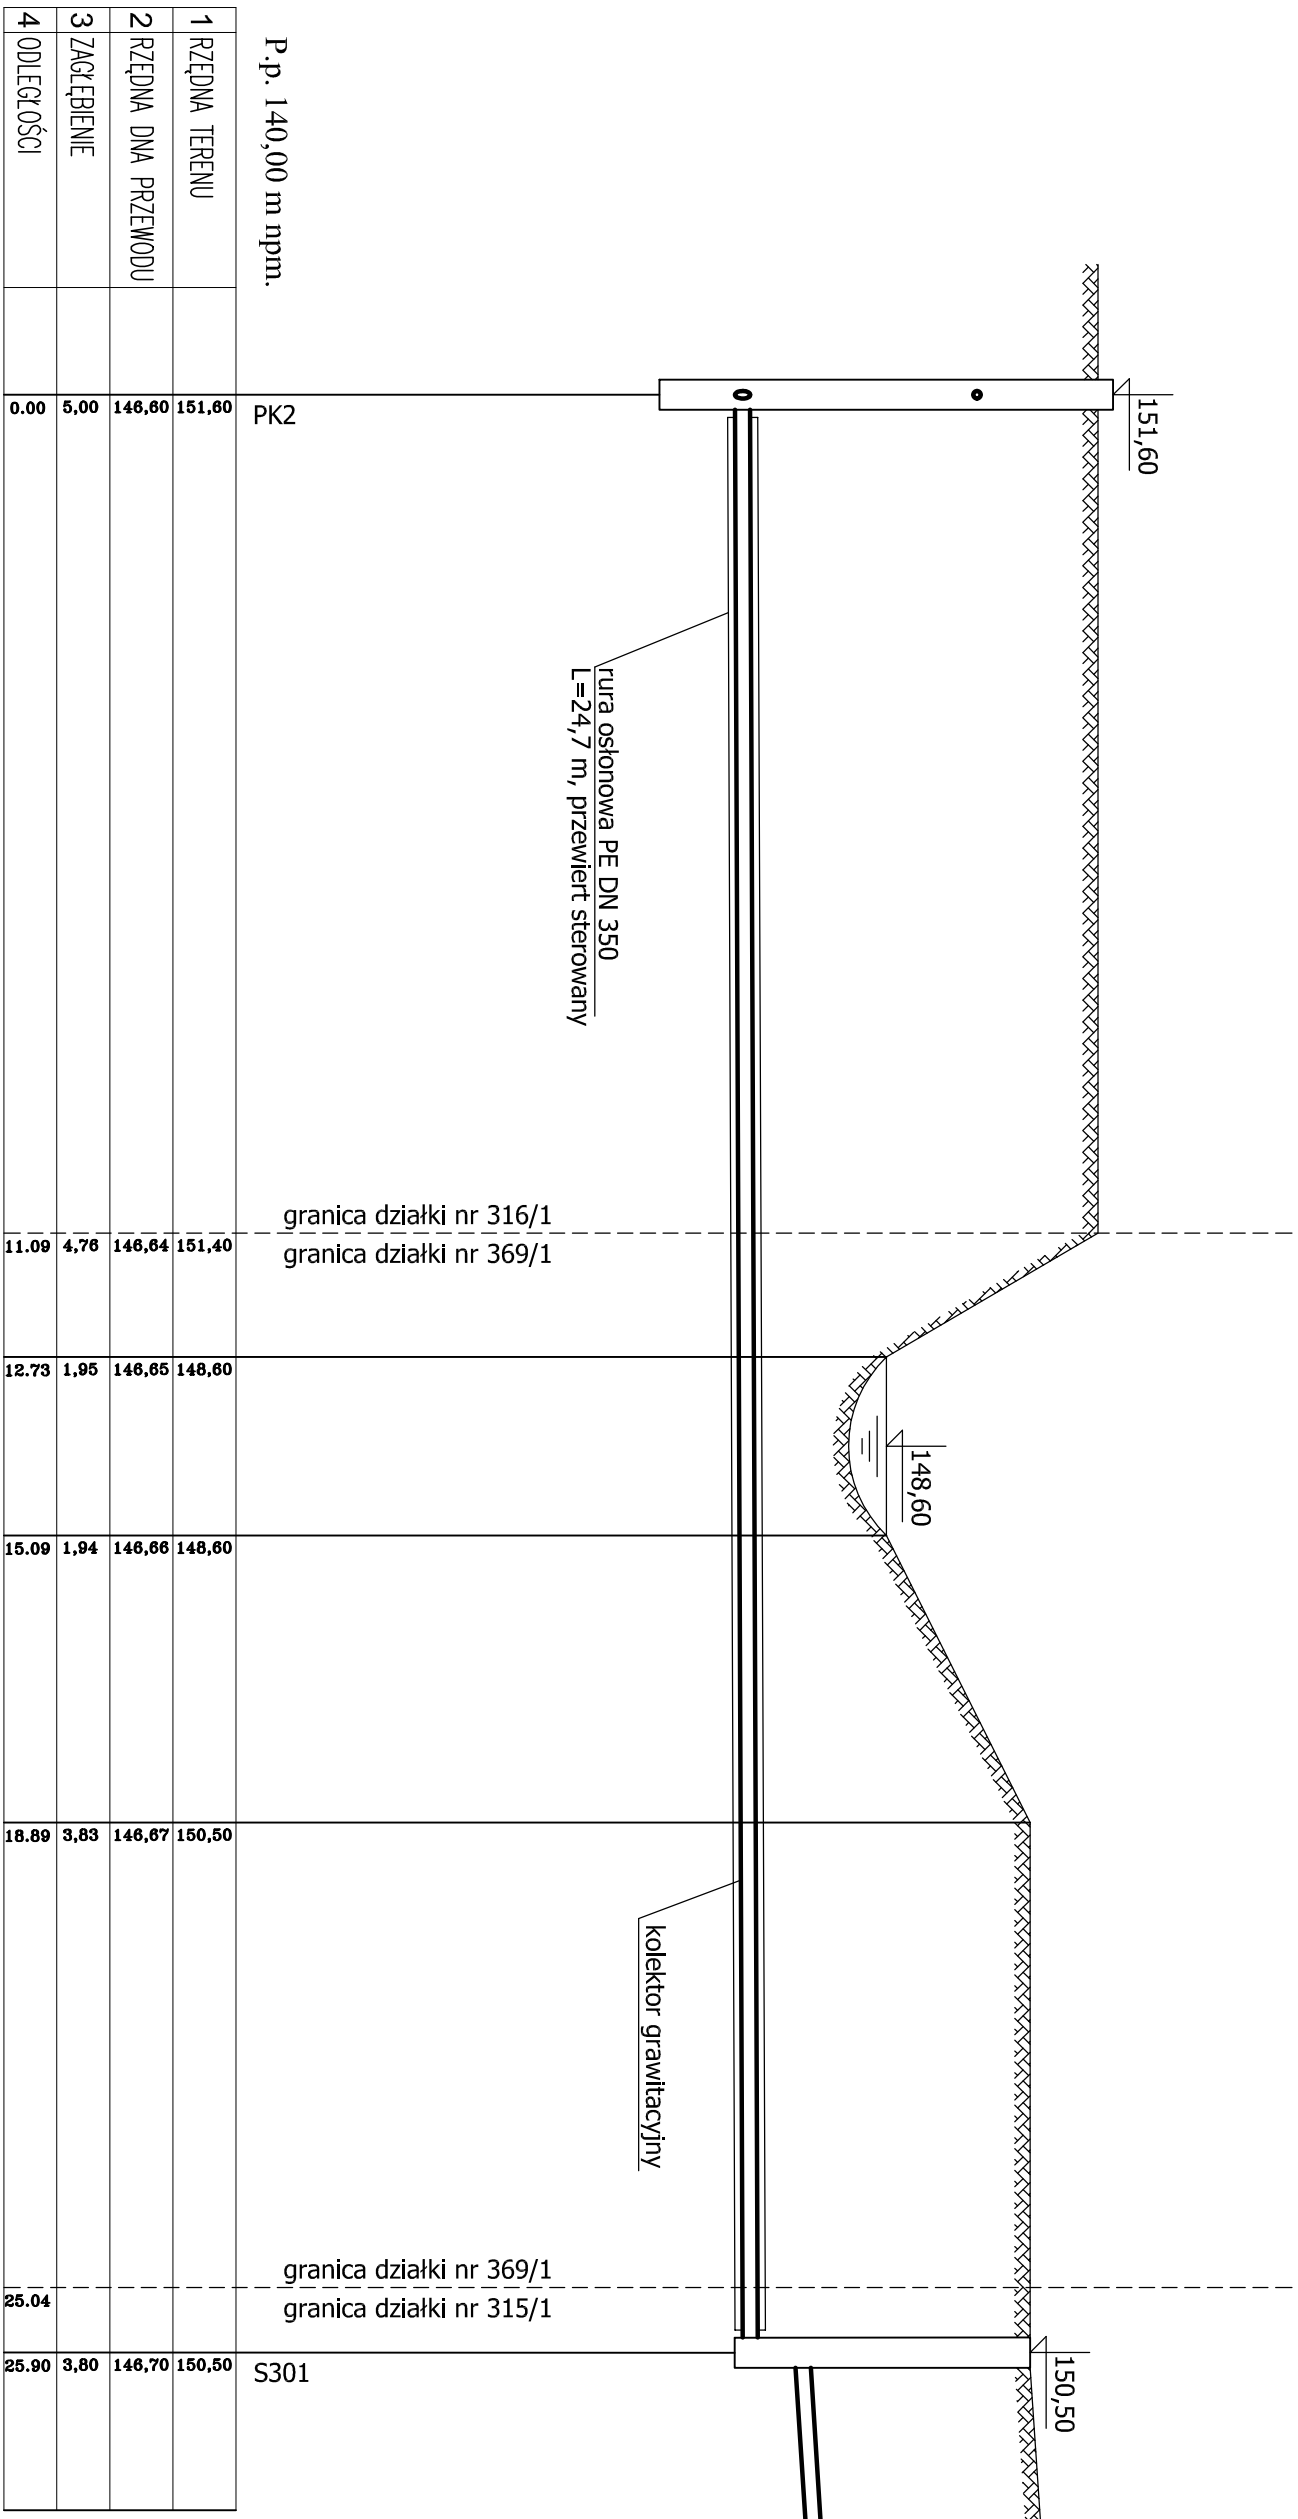 151,60
148,60
150,50
rura osłonowa PE DN 350
L=24,7 m, przewiert sterowany
kolektor grawitacyjny
granica działki nr 316/1
granica działki nr 369/1
granica działki nr 369/1
granica działki nr 315/1
P.p. 140,00 m npm.
PK2
S301
1 RZĘDNA TERENU 151,60 151,40 148,60 148,60 150,50 150,50
2 RZĘDNA DNA PRZEWODU 146,60 146,64 146,65 146,66 146,67 146,70
3 ZAGŁĘBIENIE 5,00 4,76 1,95 1,94 3,83 3,80
4 ODLEGŁOŚCI 0.00 11.09 12.73 15.09 18.89 25.04 25.90